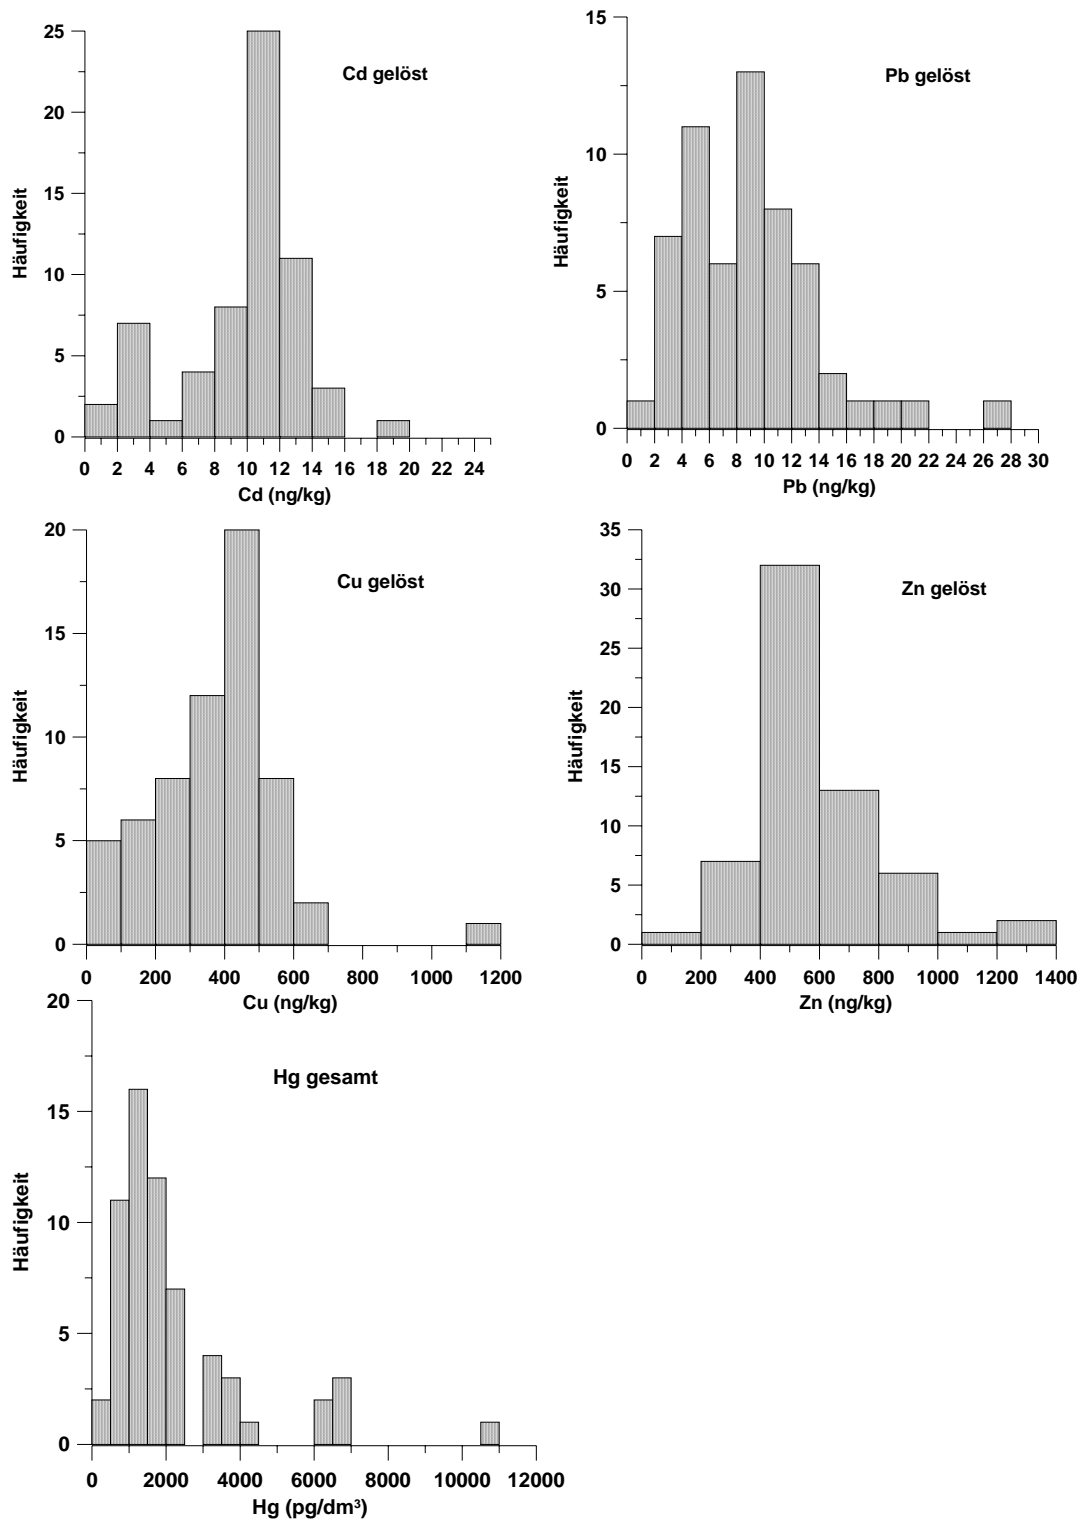 Cd gelöst
Häufigkeit
25
20
15
10
5
0
0 2 4 6 8 10 12 14 16 18 20 22 24
Cd (ng/kg)
Pb gelöst
Häufigkeit
15
10
5
0
0 2 4 6 8 10 12 14 16 18 20 22 24 26 28 30
Pb (ng/kg)
Cu gelöst
Häufigkeit
20
15
10
5
0
0 200 400 600 800 1000 1200
Cu (ng/kg)
Zn gelöst
Häufigkeit
35
30
25
20
15
10
5
0
0 200 400 600 800 1000 1200 1400
Zn (ng/kg)
Hg gesamt
Häufigkeit
20
15
10
5
0
0 2000 4000 6000 8000 10000 12000
Hg (pg/dm³)